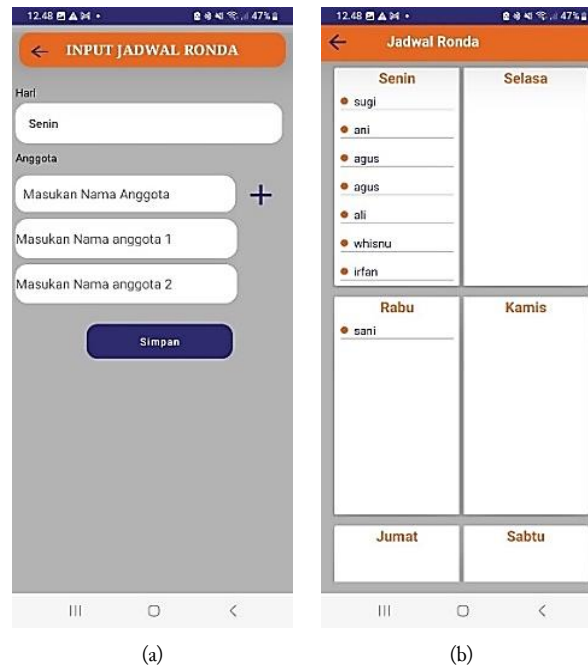 12.48
47%
INPUT JADWAL RONDA
Hari
Senin
Anggota
Masukan Nama Anggota
Masukan Nama anggota 1
Masukan Nama anggota 2
Simpan
(a)
12.48
47%
Jadwal Ronda
Senin
sugi
ani
agus
agus
ali
whisnu
irfan
Selasa
Rabu
sani
Kamis
Jumat
Sabtu
(b)